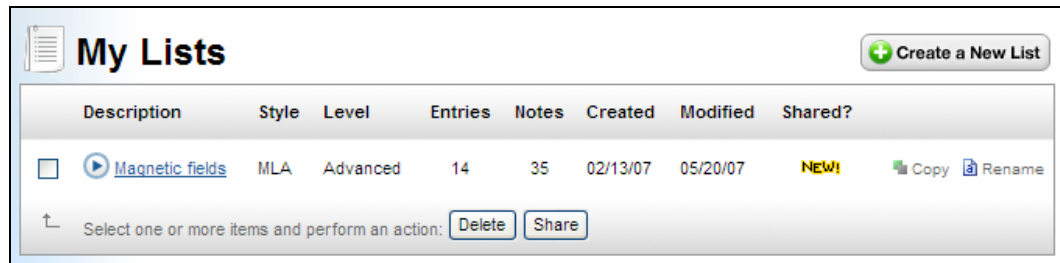 My Lists
Create a New List
Description Style Level Entries Notes Created Modified Shared?
Magnetic fields MLA Advanced 14 35 02/13/07 05/20/07 NEW! Copy Rename
Select one or more items and perform an action: Delete Share